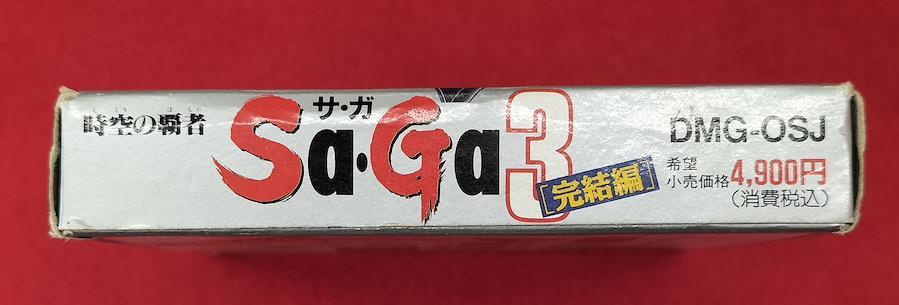 時空の覇者
サ・ガ
Sa・Ga3
[完結編]
DMG-OSJ
希望
小売価格4,900円
(消費税込)